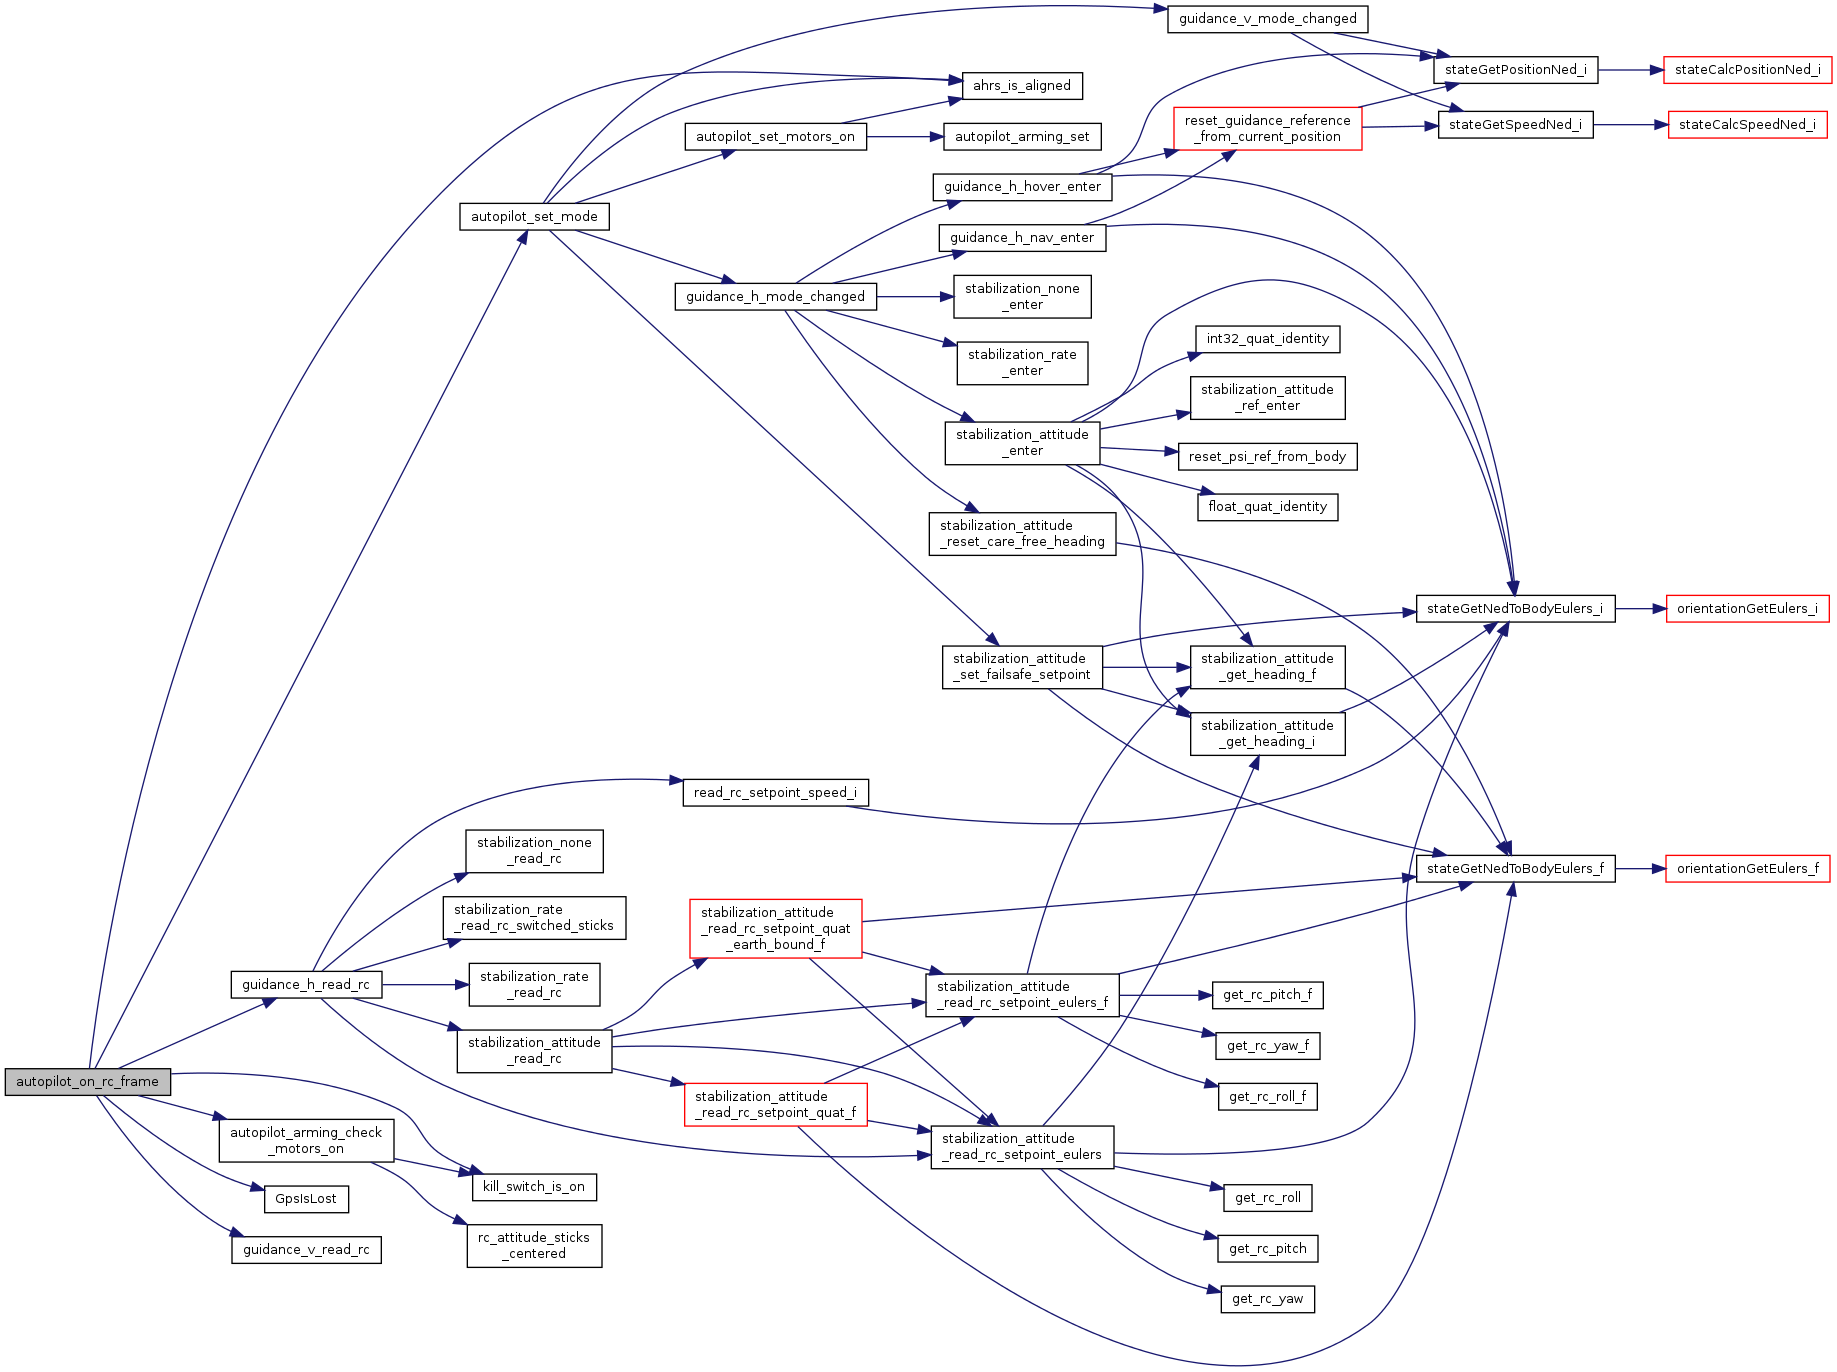 guidance_v_mode_changed
stateGetPositionNed_i
stateCalcPositionNed_i
ahrs_is_aligned
autopilot_set_motors_on
autopilot_arming_set
reset_guidance_reference
_from_current_position
stateGetSpeedNed_i
stateCalcSpeedNed_i
guidance_h_hover_enter
autopilot_set_mode
guidance_h_nav_enter
guidance_h_mode_changed
stabilization_none
_enter
int32_quat_identity
stabilization_rate
_enter
stabilization_attitude
_ref_enter
stabilization_attitude
_enter
reset_psi_ref_from_body
float_quat_identity
stabilization_attitude
_reset_care_free_heading
stateGetNedToBodyEulers_i
orientationGetEulers_i
stabilization_attitude
_set_failsafe_setpoint
stabilization_attitude
_get_heading_f
stabilization_attitude
_get_heading_i
read_rc_setpoint_speed_i
stabilization_none
_read_rc
stateGetNedToBodyEulers_f
orientationGetEulers_f
stabilization_rate
_read_rc_switched_sticks
stabilization_attitude
_read_rc_setpoint_quat
_earth_bound_f
guidance_h_read_rc
stabilization_rate
_read_rc
stabilization_attitude
_read_rc_setpoint_eulers_f
get_rc_pitch_f
stabilization_attitude
_read_rc
get_rc_yaw_f
autopilot_on_rc_frame
stabilization_attitude
_read_rc_setpoint_quat_f
get_rc_roll_f
autopilot_arming_check
_motors_on
stabilization_attitude
_read_rc_setpoint_eulers
kill_switch_is_on
GpsIsLost
get_rc_roll
guidance_v_read_rc
rc_attitude_sticks
_centered
get_rc_pitch
get_rc_yaw